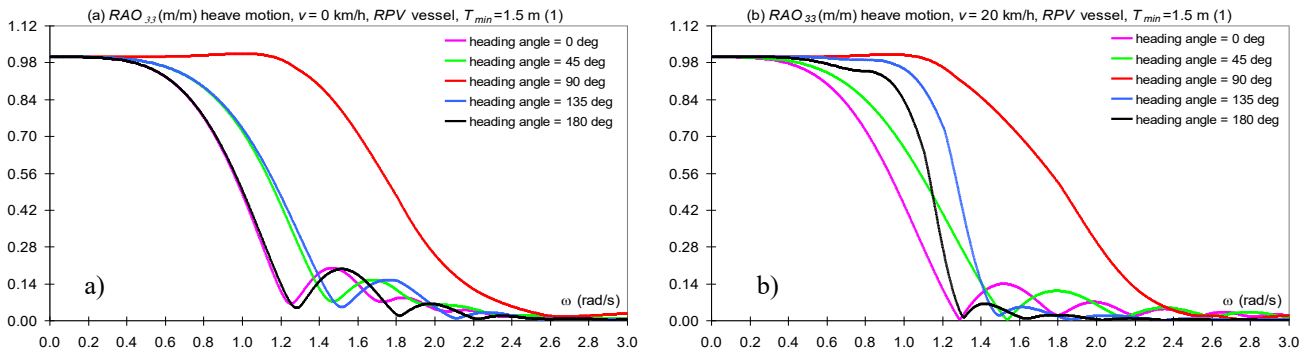 (a) RAO 33 (m/m) heave motion, v = 0 km/h, RPV vessel, T min=1.5 m (1)
1.12
0.98
0.84
0.70
0.56
0.42
0.28
0.14
0.00
heading angle = 0 deg
heading angle = 45 deg
heading angle = 90 deg
heading angle = 135 deg
heading angle = 180 deg
a)
ω (rad/s)
0.0 0.2 0.4 0.6 0.8 1.0 1.2 1.4 1.6 1.8 2.0 2.2 2.4 2.6 2.8 3.0
(b) RAO 33 (m/m) heave motion, v = 20 km/h, RPV vessel, T min=1.5 m (1)
1.12
0.98
0.84
0.70
0.56
0.42
0.28
0.14
0.00
heading angle = 0 deg
heading angle = 45 deg
heading angle = 90 deg
heading angle = 135 deg
heading angle = 180 deg
b)
ω (rad/s)
0.0 0.2 0.4 0.6 0.8 1.0 1.2 1.4 1.6 1.8 2.0 2.2 2.4 2.6 2.8 3.0